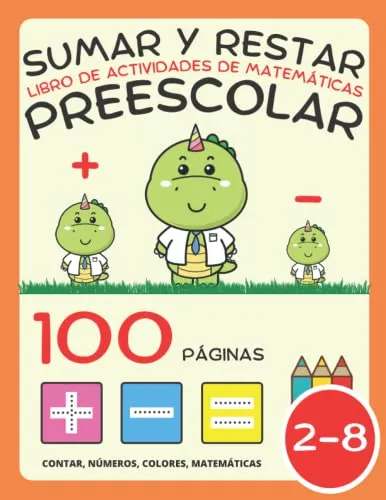 SUMAR Y RESTAR
LIBRO DE ACTIVIDADES DE MATEMÁTICAS
PREESCOLAR
+
−
100 PÁGINAS
+ − =
2-8
CONTAR, NÚMEROS, COLORES, MATEMÁTICAS